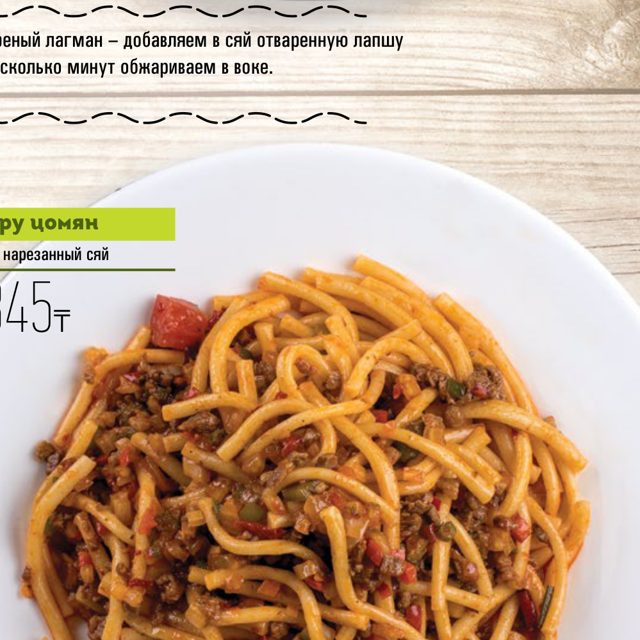 реный лагман – добавляем в сяй отваренную лапшу
сколько минут обжариваем в воке.
ру цомян
нарезанный сяй
345₸